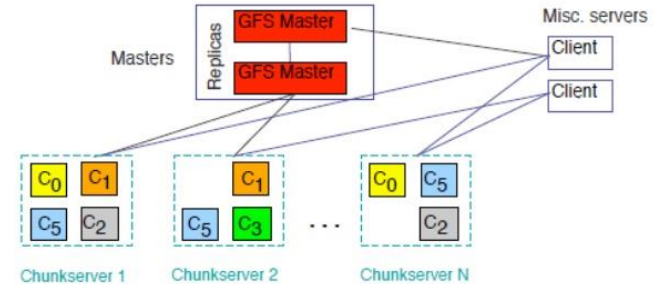 Misc. servers
Masters
Replicas
GFS Master
GFS Master
Client
Client
C0 C1
C5 C2
C1
C5 C3
...
C0 C5
C2
Chunkserver 1
Chunkserver 2
Chunkserver N